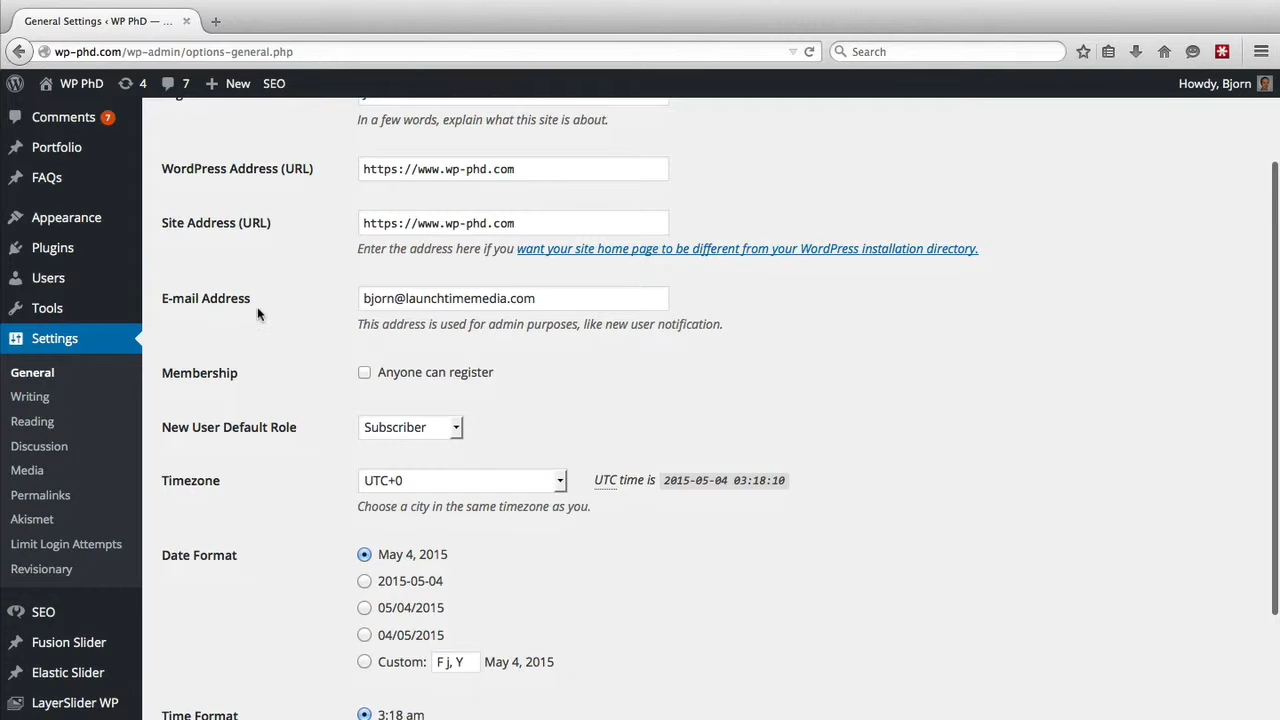 General Settings ‹ WP PhD — ...
wp-phd.com/wp-admin/options-general.php
Search
WP PhD
4
7
New
SEO
Howdy, Bjorn
Comments 7
Portfolio
FAQs
Appearance
Plugins
Users
Tools
Settings
General
Writing
Reading
Discussion
Media
Permalinks
Akismet
Limit Login Attempts
Revisionary
SEO
Fusion Slider
Elastic Slider
LayerSlider WP
In a few words, explain what this site is about.
WordPress Address (URL)
https://www.wp-phd.com
Site Address (URL)
https://www.wp-phd.com
Enter the address here if you want your site home page to be different from your WordPress installation directory.
E-mail Address
bjorn@launchtimemedia.com
This address is used for admin purposes, like new user notification.
Membership
Anyone can register
New User Default Role
Subscriber
Timezone
UTC+0
UTC time is 2015-05-04 03:18:10
Choose a city in the same timezone as you.
Date Format
May 4, 2015
2015-05-04
05/04/2015
04/05/2015
Custom: F j, Y May 4, 2015
Time Format
3:18 am